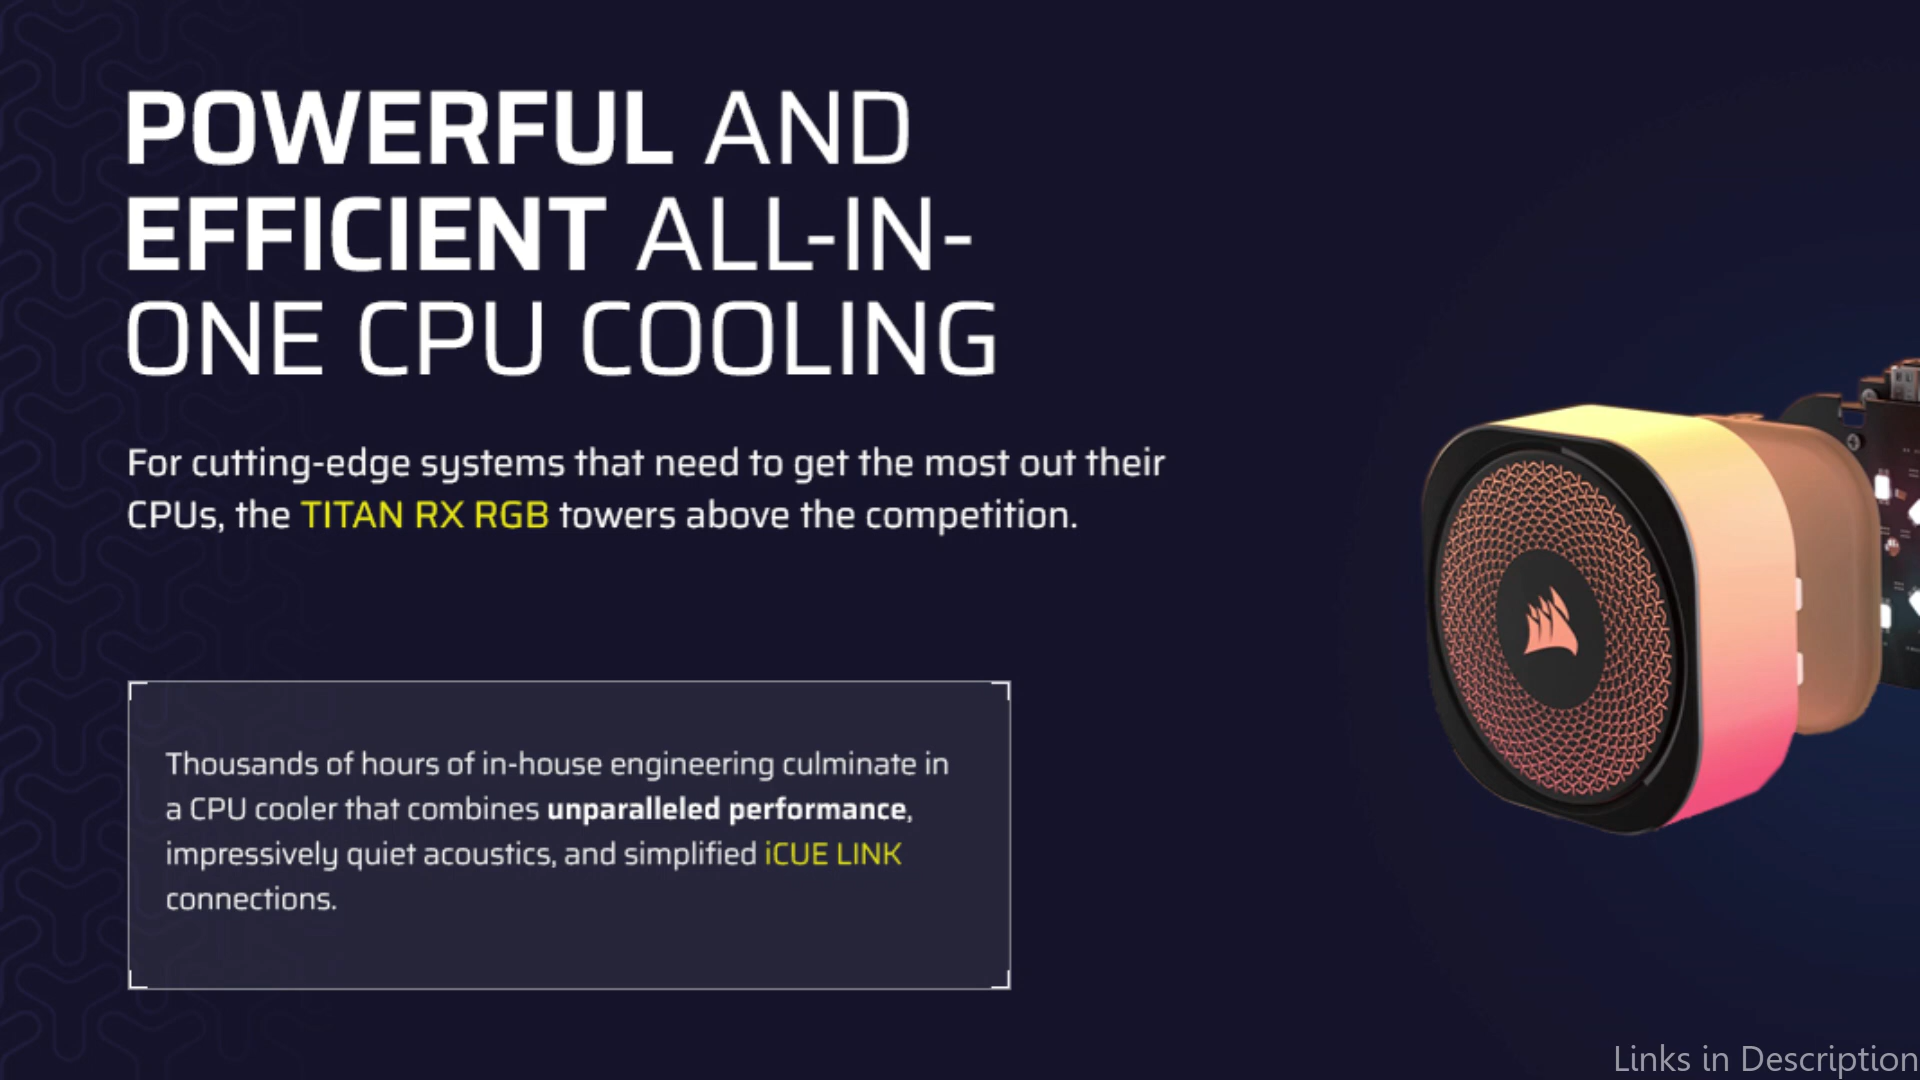 POWERFUL AND
EFFICIENT ALL-IN-
ONE CPU COOLING
For cutting-edge systems that need to get the most out their
CPUs, the TITAN RX RGB towers above the competition.
Thousands of hours of in-house engineering culminate in
a CPU cooler that combines unparalleled performance,
impressively quiet acoustics, and simplified iCUE LINK
connections.
Links in Description